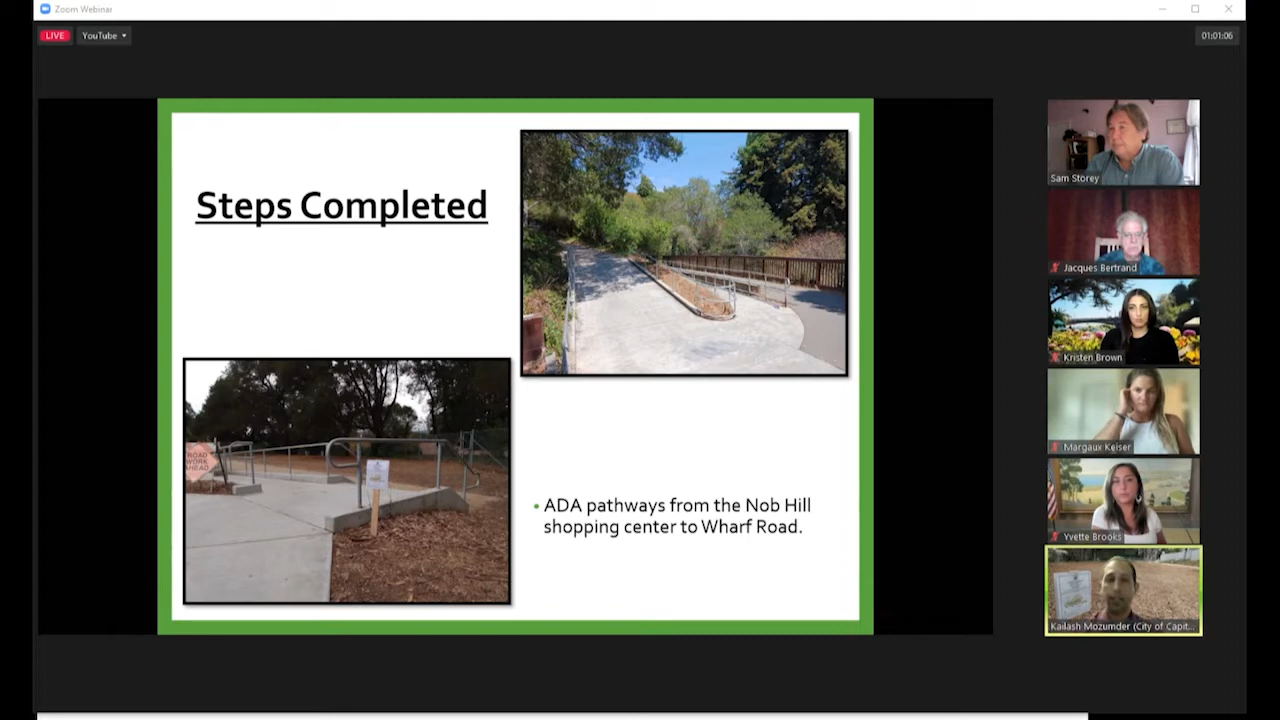 Zoom Webinar
LIVE
YouTube
01:01:06
Steps Completed
ROAD
WORK
AHEAD
• ADA pathways from the Nob Hill
shopping center to Wharf Road.
Sam Storey
Jacques Bertrand
Kristen Brown
Margaux Keiser
Yvette Brooks
Kailash Mozumder (City of Capit...